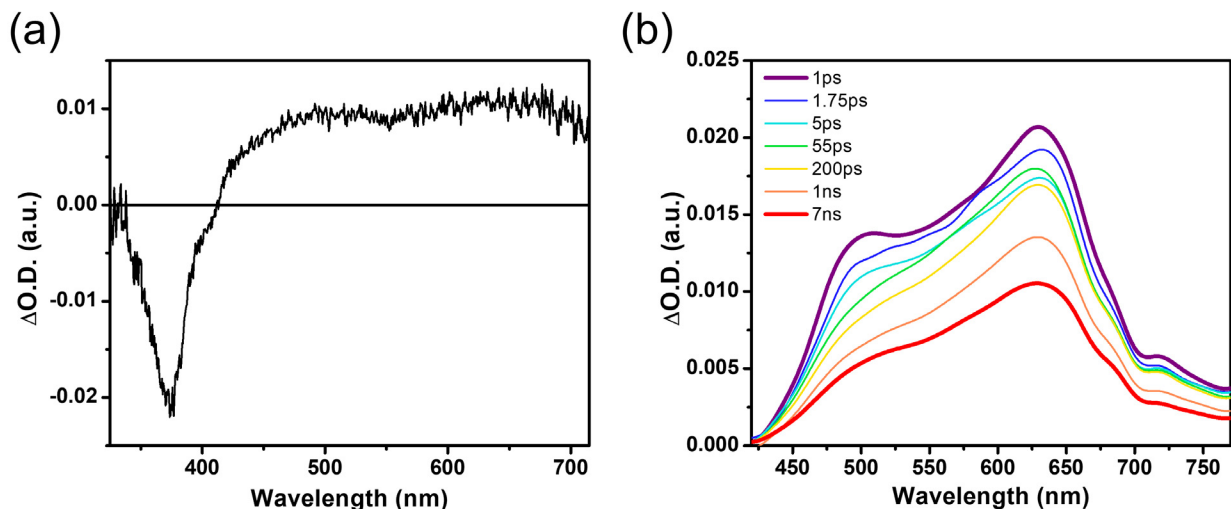 (a)
ΔO.D. (a.u.)
0.01
0.00
-0.01
-0.02
400
500
600
700
Wavelength (nm)
(b)
ΔO.D. (a.u.)
0.025
0.020
0.015
0.010
0.005
0.000
1ps
1.75ps
5ps
55ps
200ps
1ns
7ns
450
500
550
600
650
700
750
Wavelength (nm)